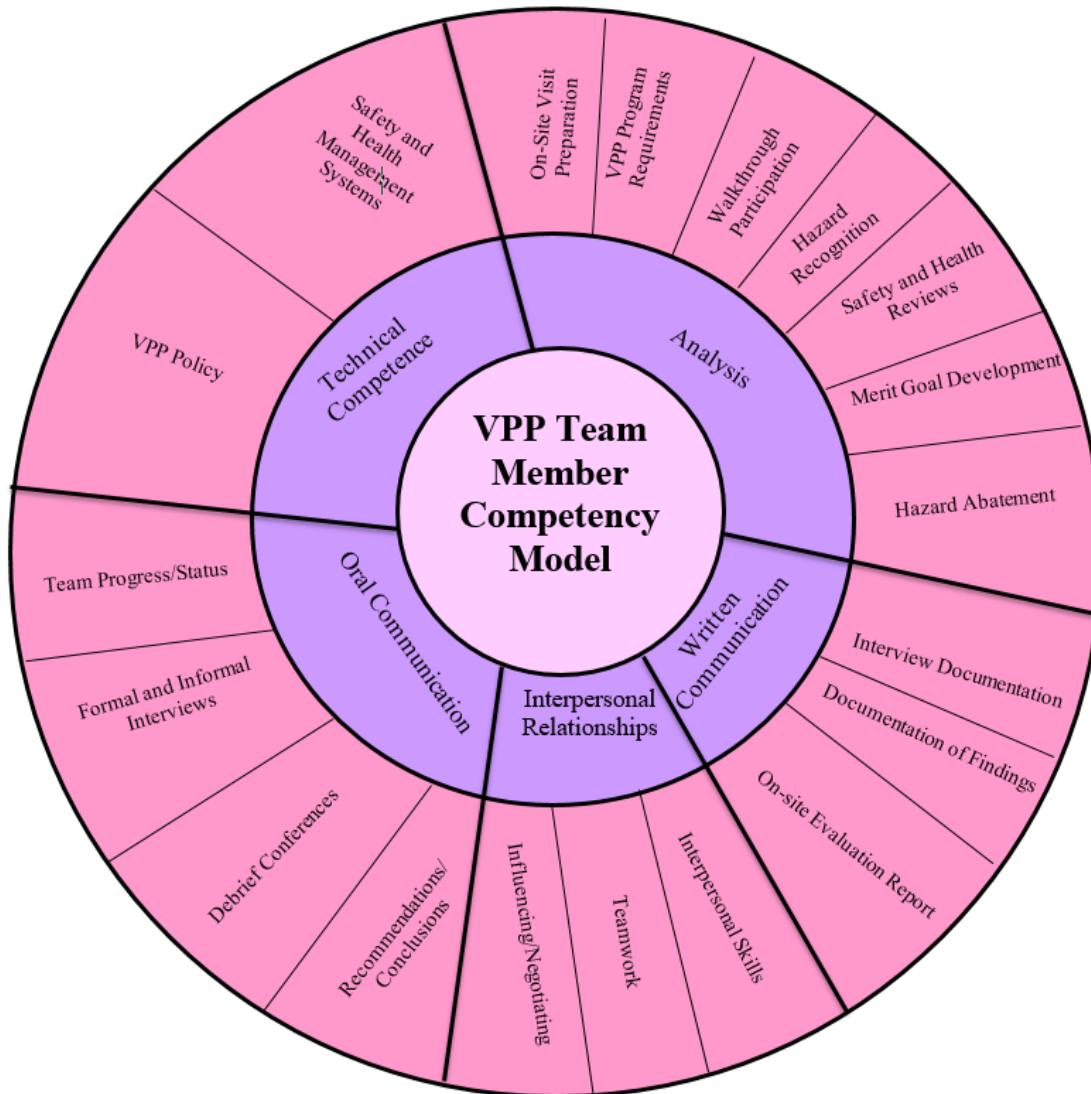 VPP Team
Member
Competency
Model
Technical
Competence
Analysis
Written
Communication
Interpersonal
Relationships
Oral Communication
Safety and
Health
Management
Systems
VPP Policy
On-Site Visit
Preparation
VPP Program
Requirements
Walkthrough
Participation
Hazard
Recognition
Safety and Health
Reviews
Merit Goal Development
Hazard Abatement
Interview Documentation
Documentation of Findings
On-site Evaluation Report
Interpersonal Skills
Teamwork
Influencing/Negotiating
Recommendations/
Conclusions
Debrief Conferences
Formal and Informal
Interviews
Team Progress/Status